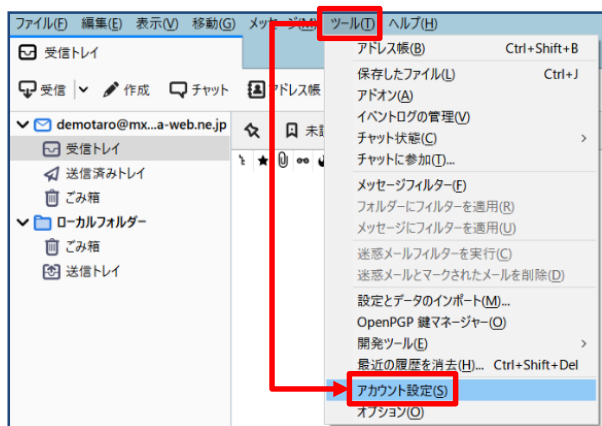 ファイル(F) 編集(E) 表示(V) 移動(G) メッセージ(M) ツール(T) ヘルプ(H)
受信トレイ
受信 作成 チャット アドレス帳
demotaro@mx...a-web.ne.jp
未
受信トレイ
送信済みトレイ
ごみ箱
ローカルフォルダー
ごみ箱
送信トレイ
アドレス帳(B) Ctrl+Shift+B
保存したファイル(L) Ctrl+J
アドオン(A)
イベントログの管理(V)
チャット状態(C)
チャットに参加(T)...
メッセージフィルター(F)
フォルダーにフィルターを適用(R)
メッセージにフィルターを適用(U)
迷惑メールフィルターを実行(C)
迷惑メールとマークされたメールを削除(D)
設定とデータのインポート(M)...
OpenPGP 鍵マネージャー(O)
開発ツール(E)
最近の履歴を消去(H)... Ctrl+Shift+Del
アカウント設定(S)
オプション(O)